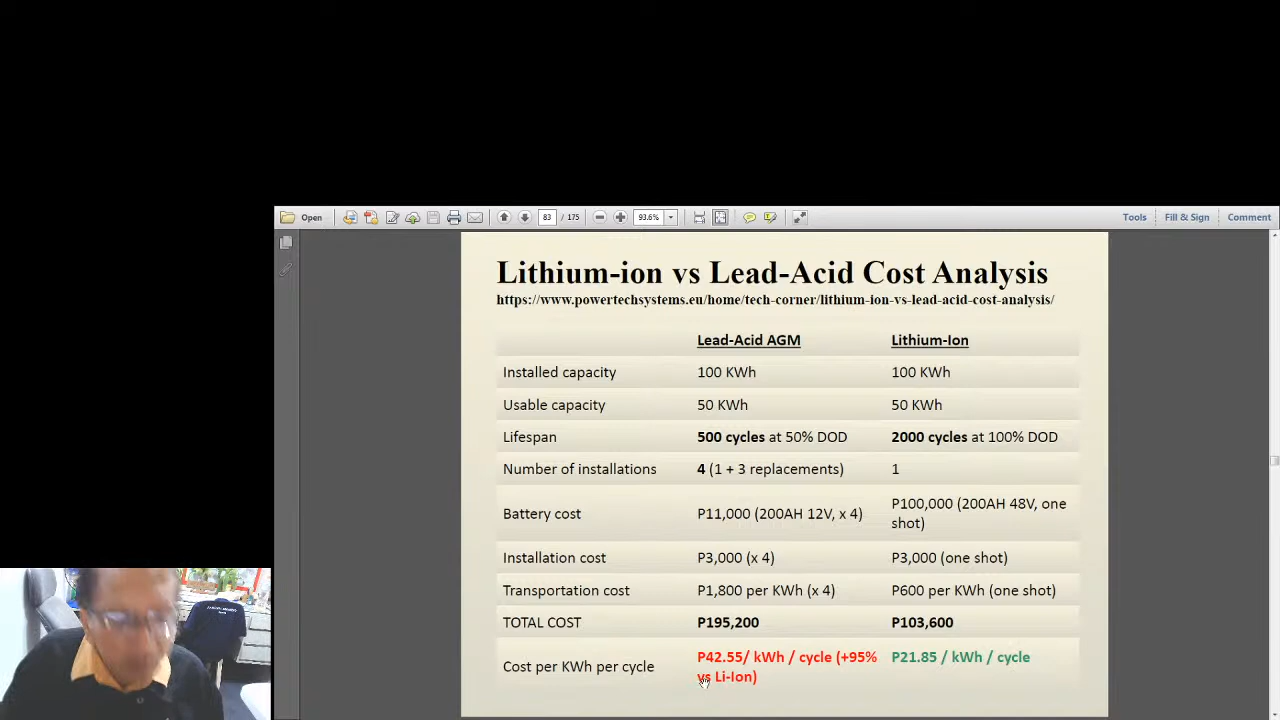 Open
83 / 175
93.6%
Tools
Fill & Sign
Comment
Lithium-ion vs Lead-Acid Cost Analysis
https://www.powertechsystems.eu/home/tech-corner/lithium-ion-vs-lead-acid-cost-analysis/
Lead-Acid AGM Lithium-Ion
Installed capacity 100 KWh 100 KWh
Usable capacity 50 KWh 50 KWh
Lifespan 500 cycles at 50% DOD 2000 cycles at 100% DOD
Number of installations 4 (1 + 3 replacements) 1
Battery cost P11,000 (200AH 12V, x 4) P100,000 (200AH 48V, one
shot)
Installation cost P3,000 (x 4) P3,000 (one shot)
Transportation cost P1,800 per KWh (x 4) P600 per KWh (one shot)
TOTAL COST P195,200 P103,600
Cost per KWh per cycle P42.55/ kWh / cycle (+95% P21.85 / kWh / cycle
vs Li-Ion)